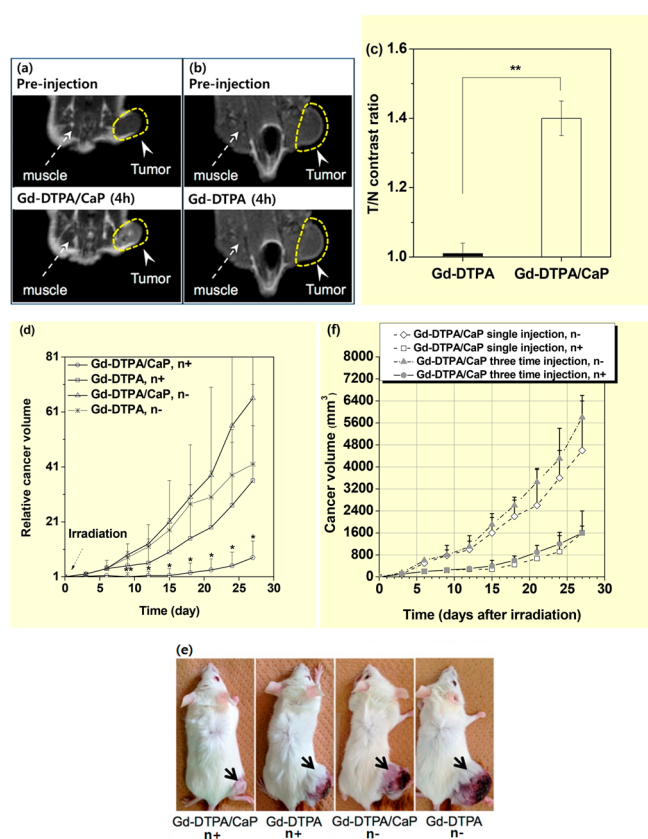 (a)
Pre-injection
muscle
Tumor
Gd-DTPA/CaP (4h)
muscle
Tumor
(b)
Pre-injection
muscle
Tumor
Gd-DTPA (4h)
muscle
Tumor
(c)
T/N contrast ratio
1.6
1.4
1.2
1.0
**
Gd-DTPA
Gd-DTPA/CaP
(d)
Relative cancer volume
81
61
41
21
1
Gd-DTPA/CaP, n+
Gd-DTPA, n+
Gd-DTPA/CaP, n-
Gd-DTPA, n-
Irradiation
** * * * * * *
0 5 10 15 20 25 30
Time (day)
(f)
Gd-DTPA/CaP single injection, n-
Gd-DTPA/CaP single injection, n+
Gd-DTPA/CaP three time injection, n-
Gd-DTPA/CaP three time injection, n+
Cancer volume (mm³)
8000
7200
6400
5600
4800
4000
3200
2400
1600
800
0
0 5 10 15 20 25 30
Time (days after irradiation)
(e)
Gd-DTPA/CaP
n+
Gd-DTPA
n+
Gd-DTPA/CaP
n-
Gd-DTPA
n-